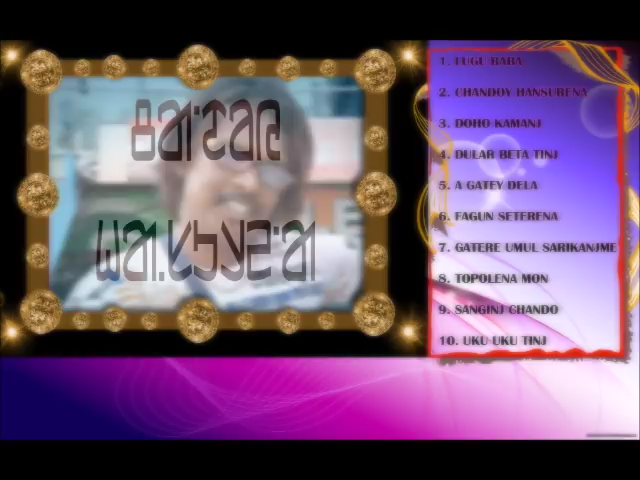 1. LUGU BABA
2. CHANDOY HANSURENA
3. DOHO KAMANJ
4. DULAR BETA TINJ
5. A GATEY DELA
6. FAGUN SETERENA
7. GATERE UMUL SARIKANJME
8. TOPOLENA MON
9. SANGINJ CHANDO
10. UKU UKU TINJ